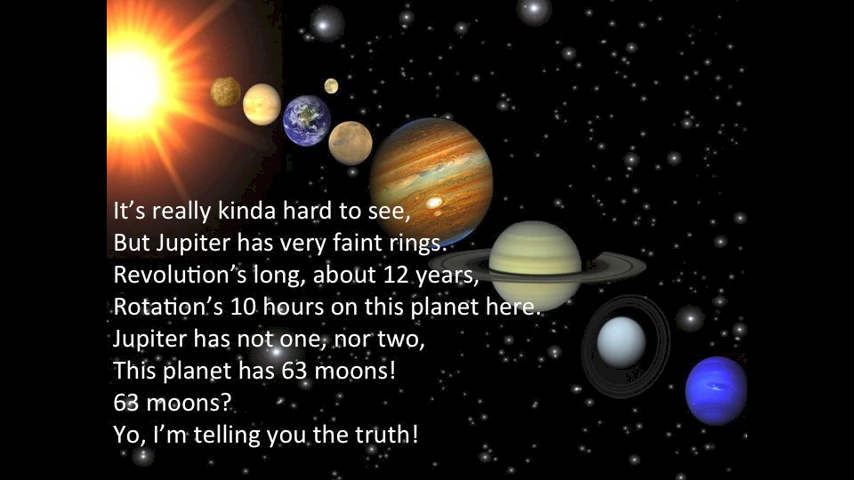 It’s really kinda hard to see,
But Jupiter has very faint rings.
Revolution’s long, about 12 years,
Rotation’s 10 hours on this planet here.
Jupiter has not one, nor two,
This planet has 63 moons!
63 moons?
Yo, I’m telling you the truth!